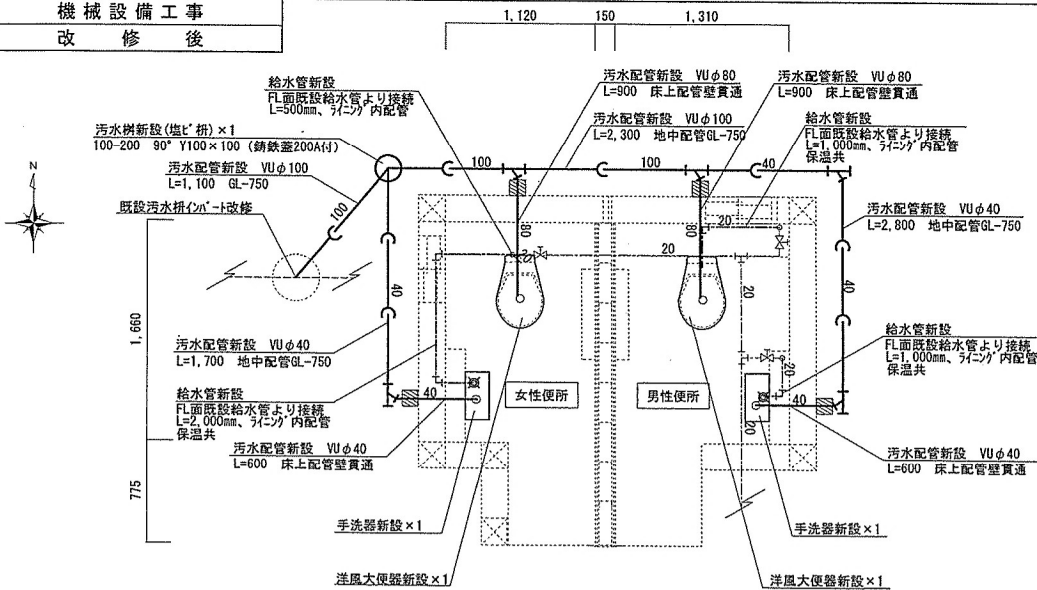 機械設備工事
改修後
1,120
150
1,310
給水管新設
FL面既設給水管より接続
L=500mm、ﾗｲﾆﾝｸﾞ内配管
汚水配管新設 VUφ80
L=900 床上配管壁貫通
汚水配管新設 VUφ80
L=900 床上配管壁貫通
汚水桝新設(塩ビ桝)×1
100-200 90° Y100×100 (鋳鉄蓋200A付)
汚水配管新設 VUφ100
L=2,300 地中配管GL-750
給水管新設
FL面既設給水管より接続
L=1,000mm、ﾗｲﾆﾝｸﾞ内配管
保温共
汚水配管新設 VUφ100
L=1,100 GL-750
既設汚水桝ｲﾝﾊﾞｰﾄ改修
N
100
100
100
40
80
80
20
20
20
40
汚水配管新設 VUφ40
L=2,800 地中配管GL-750
40
1,660
汚水配管新設 VUφ40
L=1,700 地中配管GL-750
給水管新設
FL面既設給水管より接続
L=1,000mm、ﾗｲﾆﾝｸﾞ内配管
保温共
給水管新設
FL面既設給水管より接続
L=2,000mm、ﾗｲﾆﾝｸﾞ内配管
保温共
40
女性便所
男性便所
20
40
20
汚水配管新設 VUφ40
L=600 床上配管壁貫通
汚水配管新設 VUφ40
L=600 床上配管壁貫通
775
手洗器新設×1
手洗器新設×1
洋風大便器新設×1
洋風大便器新設×1